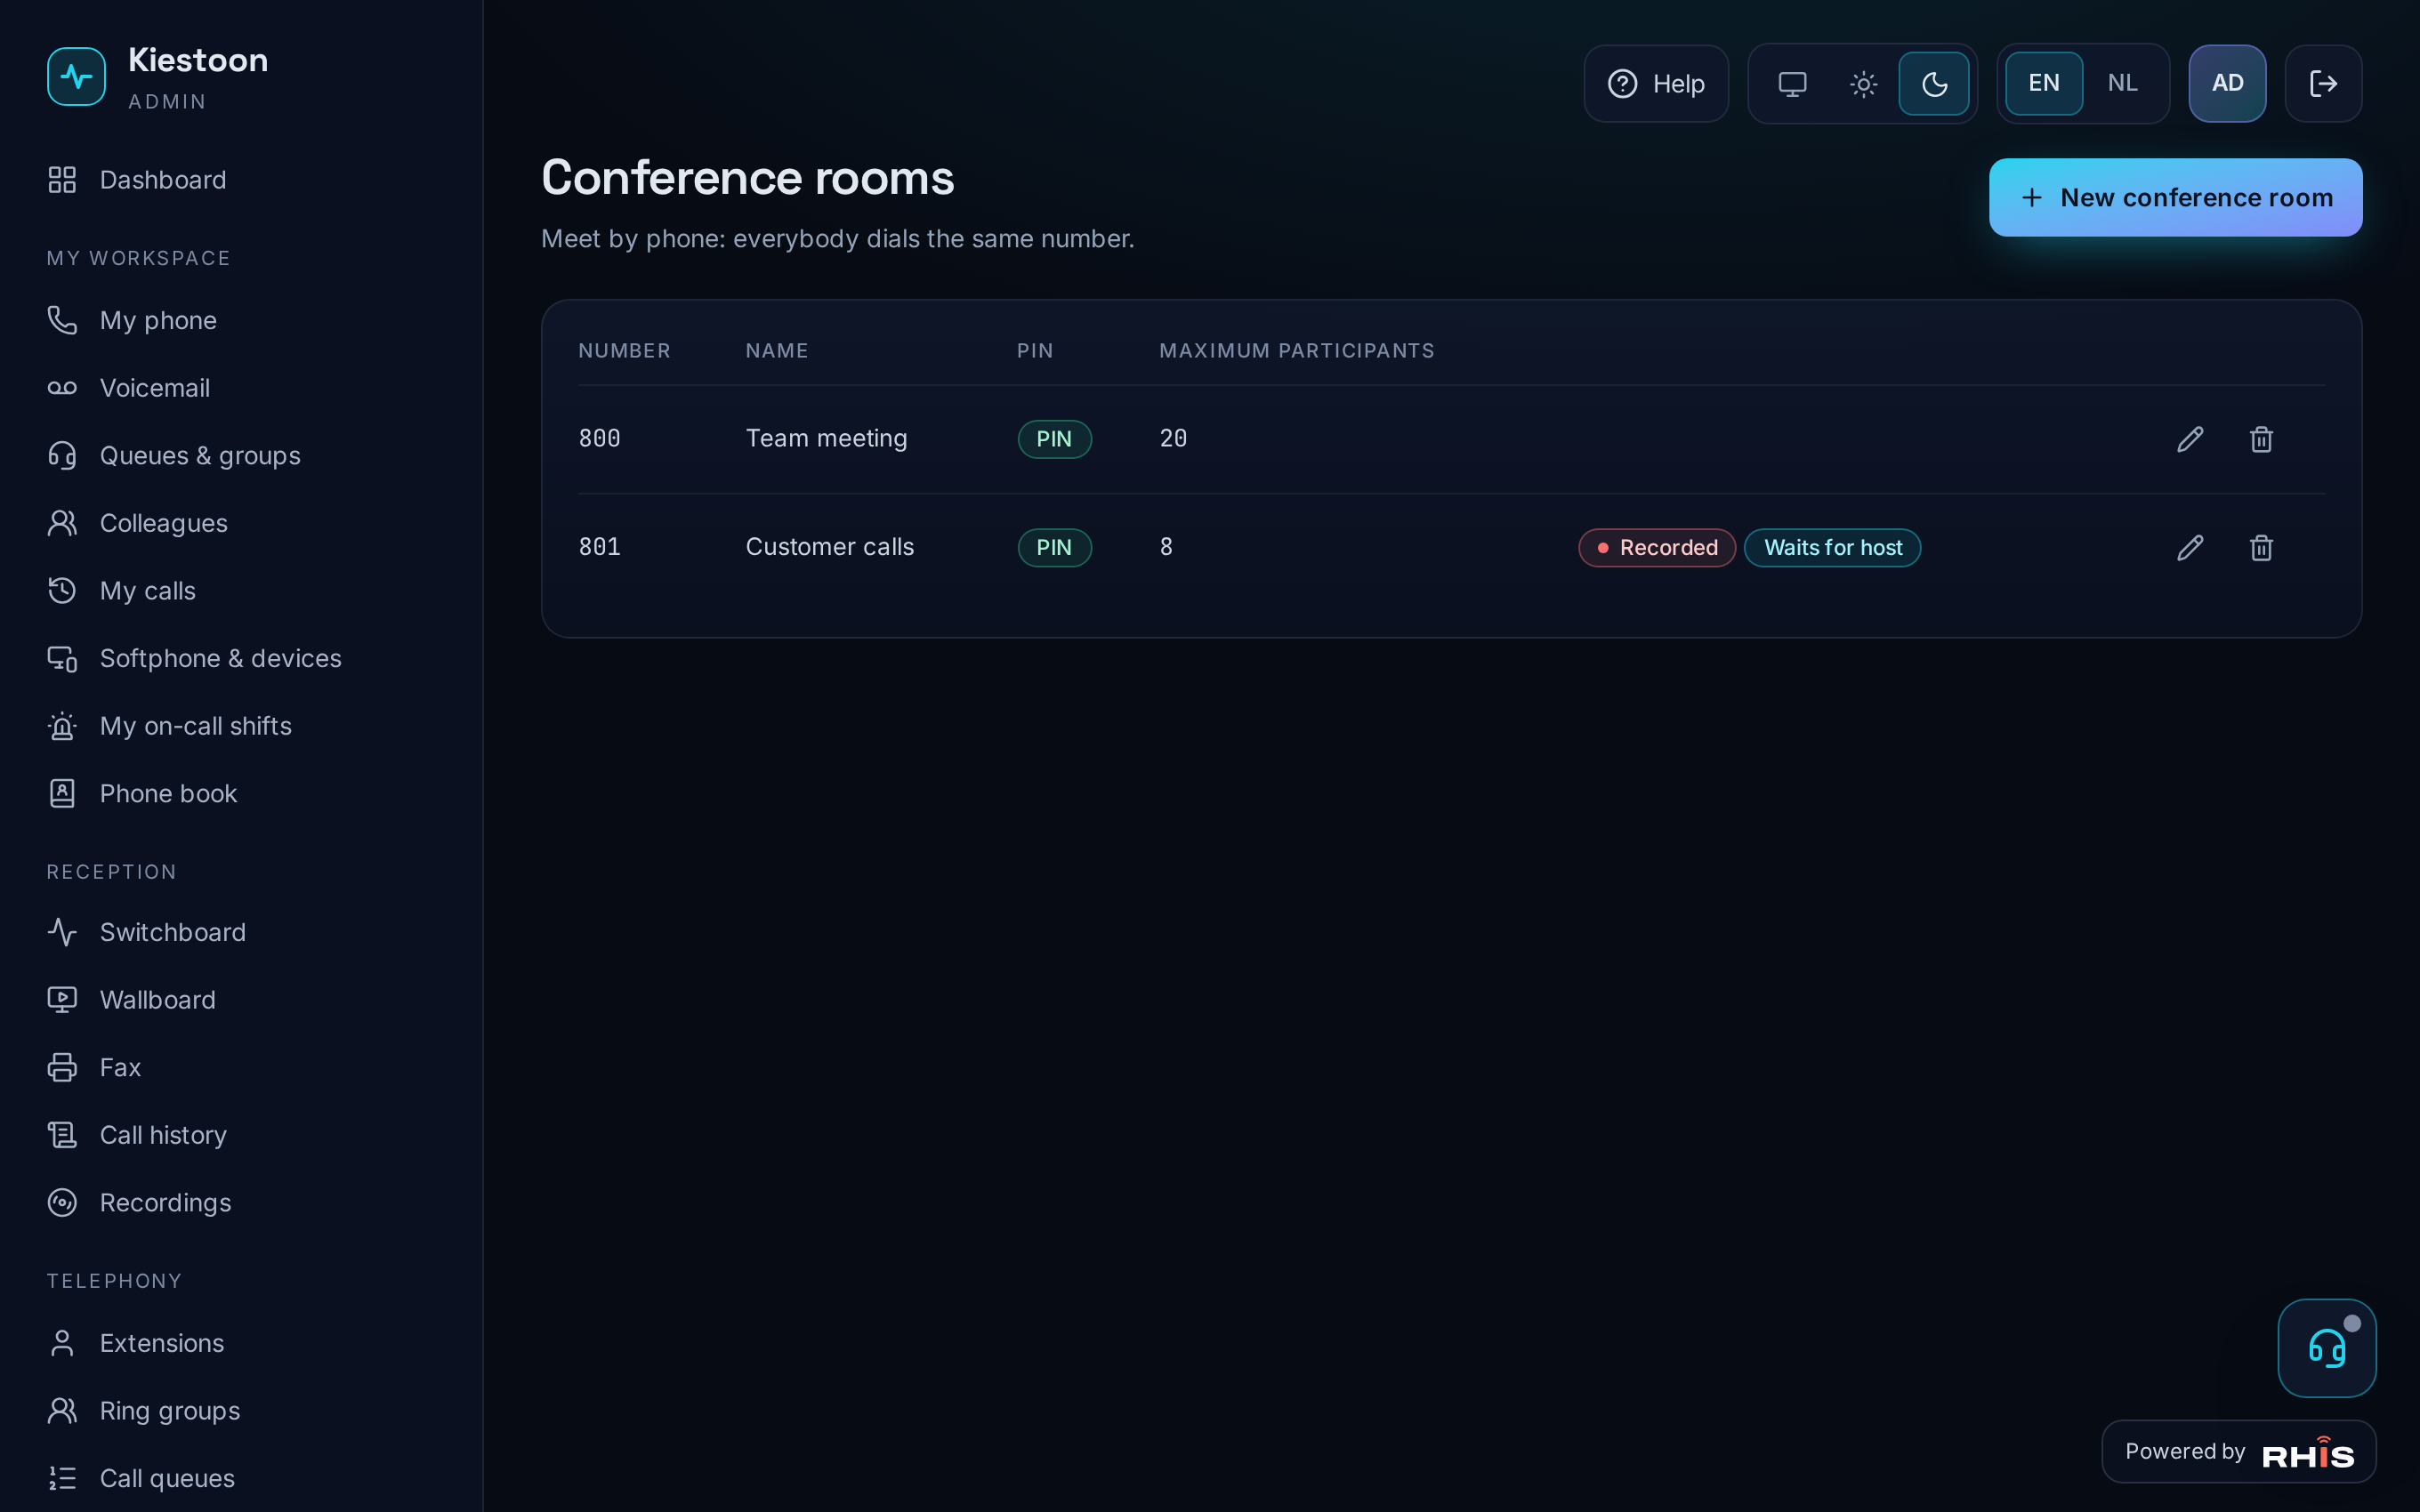 Kiestoon
ADMIN
Dashboard
MY WORKSPACE
My phone
Voicemail
Queues & groups
Colleagues
My calls
Softphone & devices
My on-call shifts
Phone book
RECEPTION
Switchboard
Wallboard
Fax
Call history
Recordings
TELEPHONY
Extensions
Ring groups
Call queues
Help
EN NL
AD
Conference rooms
Meet by phone: everybody dials the same number.
New conference room
NUMBER NAME PIN MAXIMUM PARTICIPANTS
800 Team meeting PIN 20
801 Customer calls PIN 8 Recorded Waits for host
Powered by RHIS